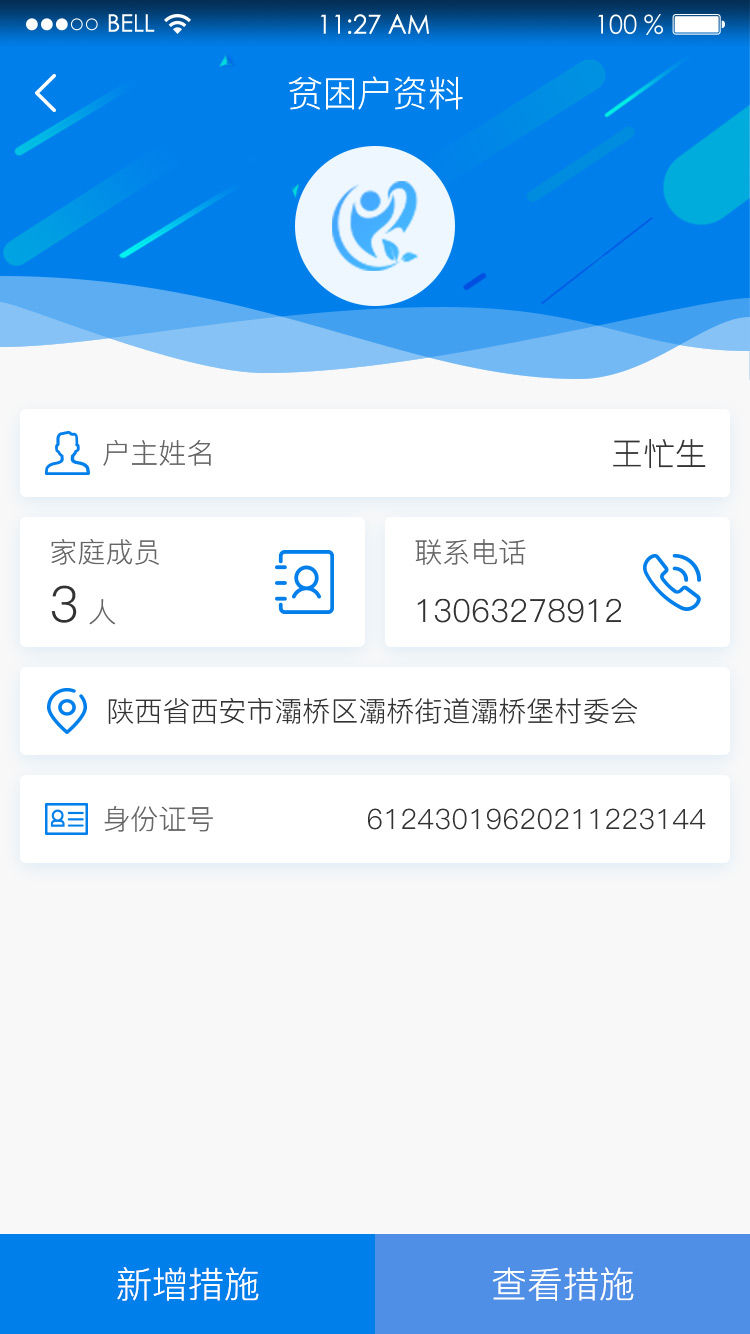 BELL 11:27 AM 100 %
贫困户资料
户主姓名 王忙生
家庭成员
3 人
联系电话
13063278912
陕西省西安市灞桥区灞桥街道灞桥堡村委会
身份证号 61243019620211223144
新增措施 查看措施